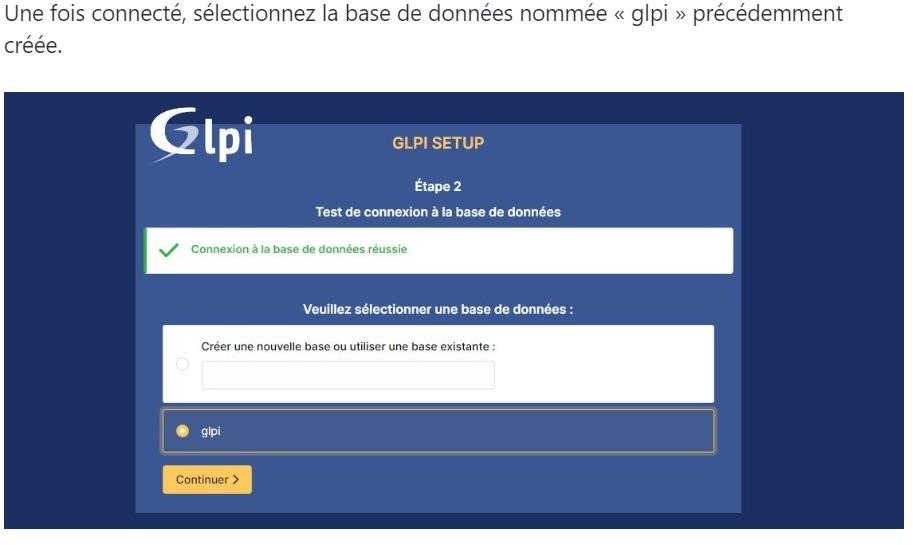 Une fois connecté, sélectionnez la base de données nommée « glpi » précédemment
créée.
Glpi
GLPI SETUP
Étape 2
Test de connexion à la base de données
Connexion à la base de données réussie
Veuillez sélectionner une base de données :
Créer une nouvelle base ou utiliser une base existante :
glpi
Continuer >